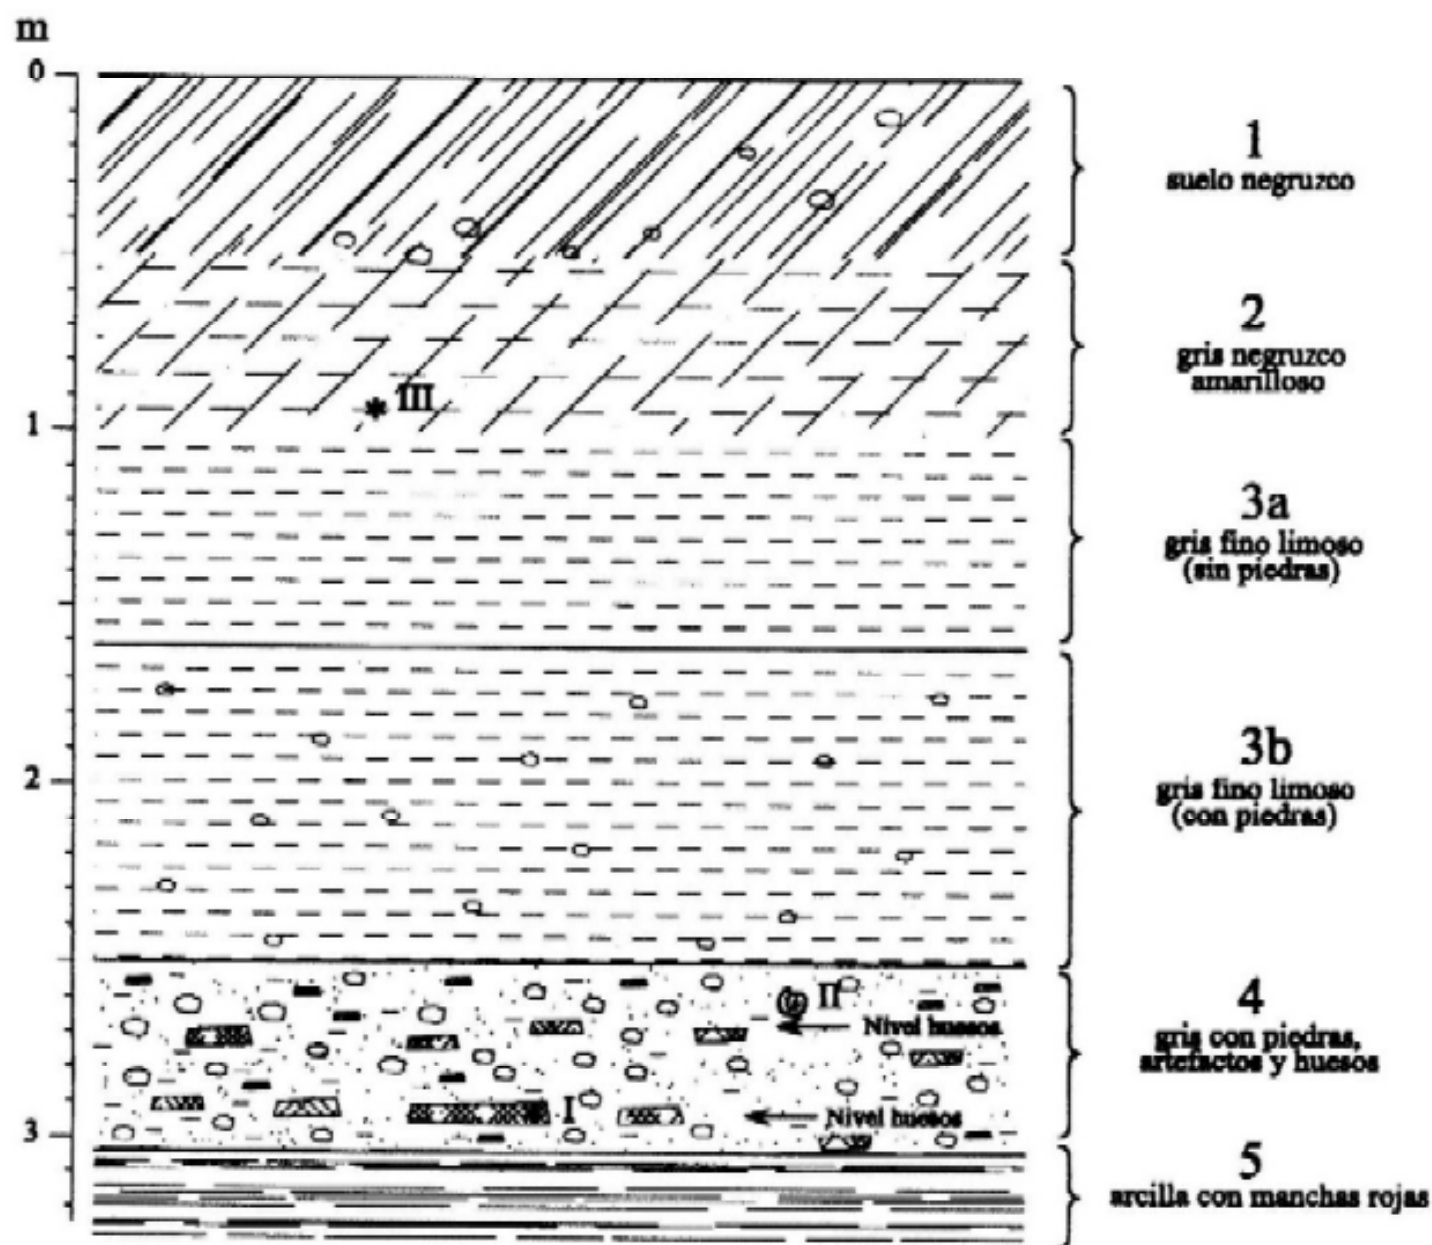 m
0
1
suelo negruzco
2
gris negruzco
amarilloso
* III
1
3a
gris fino limoso
(sin piedras)
3b
gris fino limoso
(con piedras)
2
II
Nivel huesos
4
gris con piedras,
artefactos y huesos
I
Nivel huesos
3
5
arcilla con manchas rojas